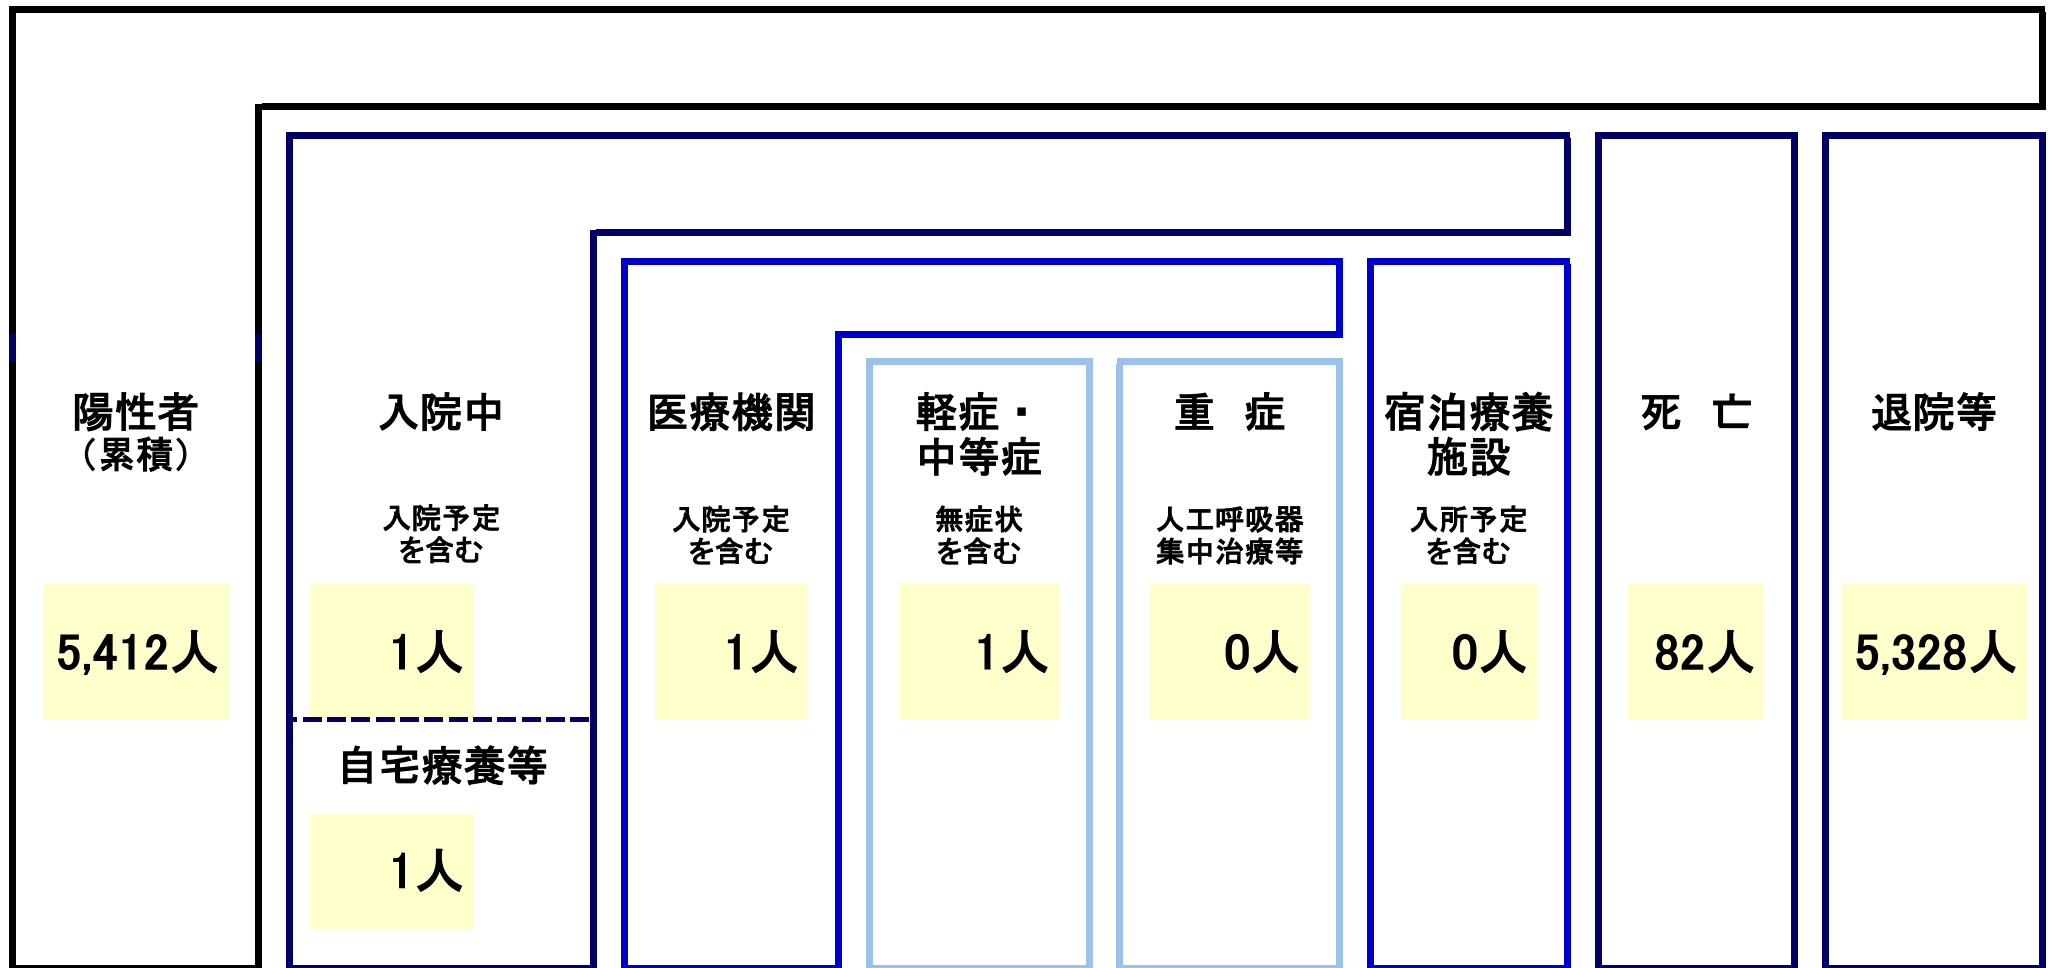 陽性者
（累積）
5,412人
入院中
入院予定
を含む
1人
自宅療養等
1人
医療機関
入院予定
を含む
1人
軽症・
中等症
無症状
を含む
1人
重　症
人工呼吸器
集中治療等
0人
宿泊療養
施設
入所予定
を含む
0人
死　亡
82人
退院等
5,328人